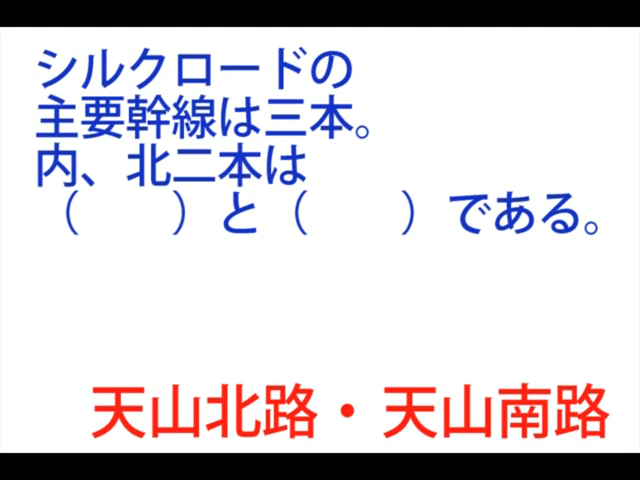 シルクロードの
主要幹線は三本。
内、北二本は
（　　）と（　　）である。
天山北路・天山南路